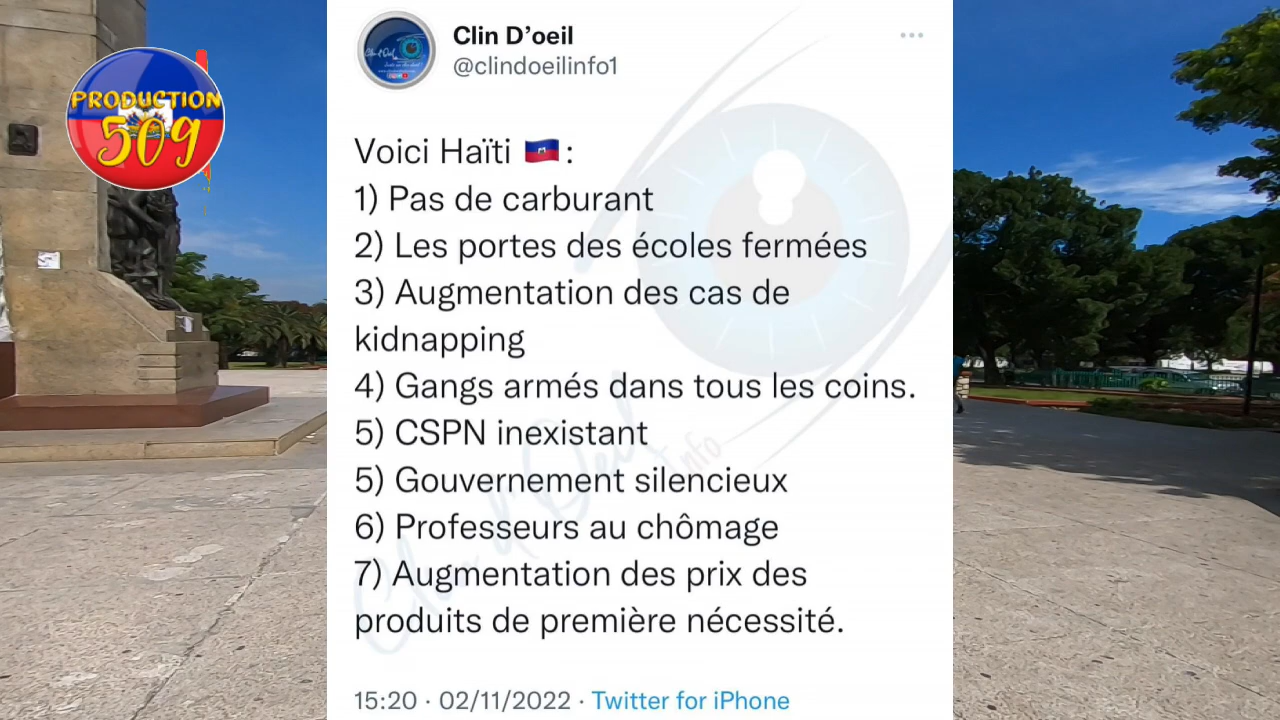 PRODUCTION
509
Clin D’oeil
@clindoeilinfo1
Voici Haïti 🇭🇹 :
1) Pas de carburant
2) Les portes des écoles fermées
3) Augmentation des cas de
kidnapping
4) Gangs armés dans tous les coins.
5) CSPN inexistant
5) Gouvernement silencieux
6) Professeurs au chômage
7) Augmentation des prix des
produits de première nécessité.
Clin d'Oeil info
15:20 · 02/11/2022 · Twitter for iPhone